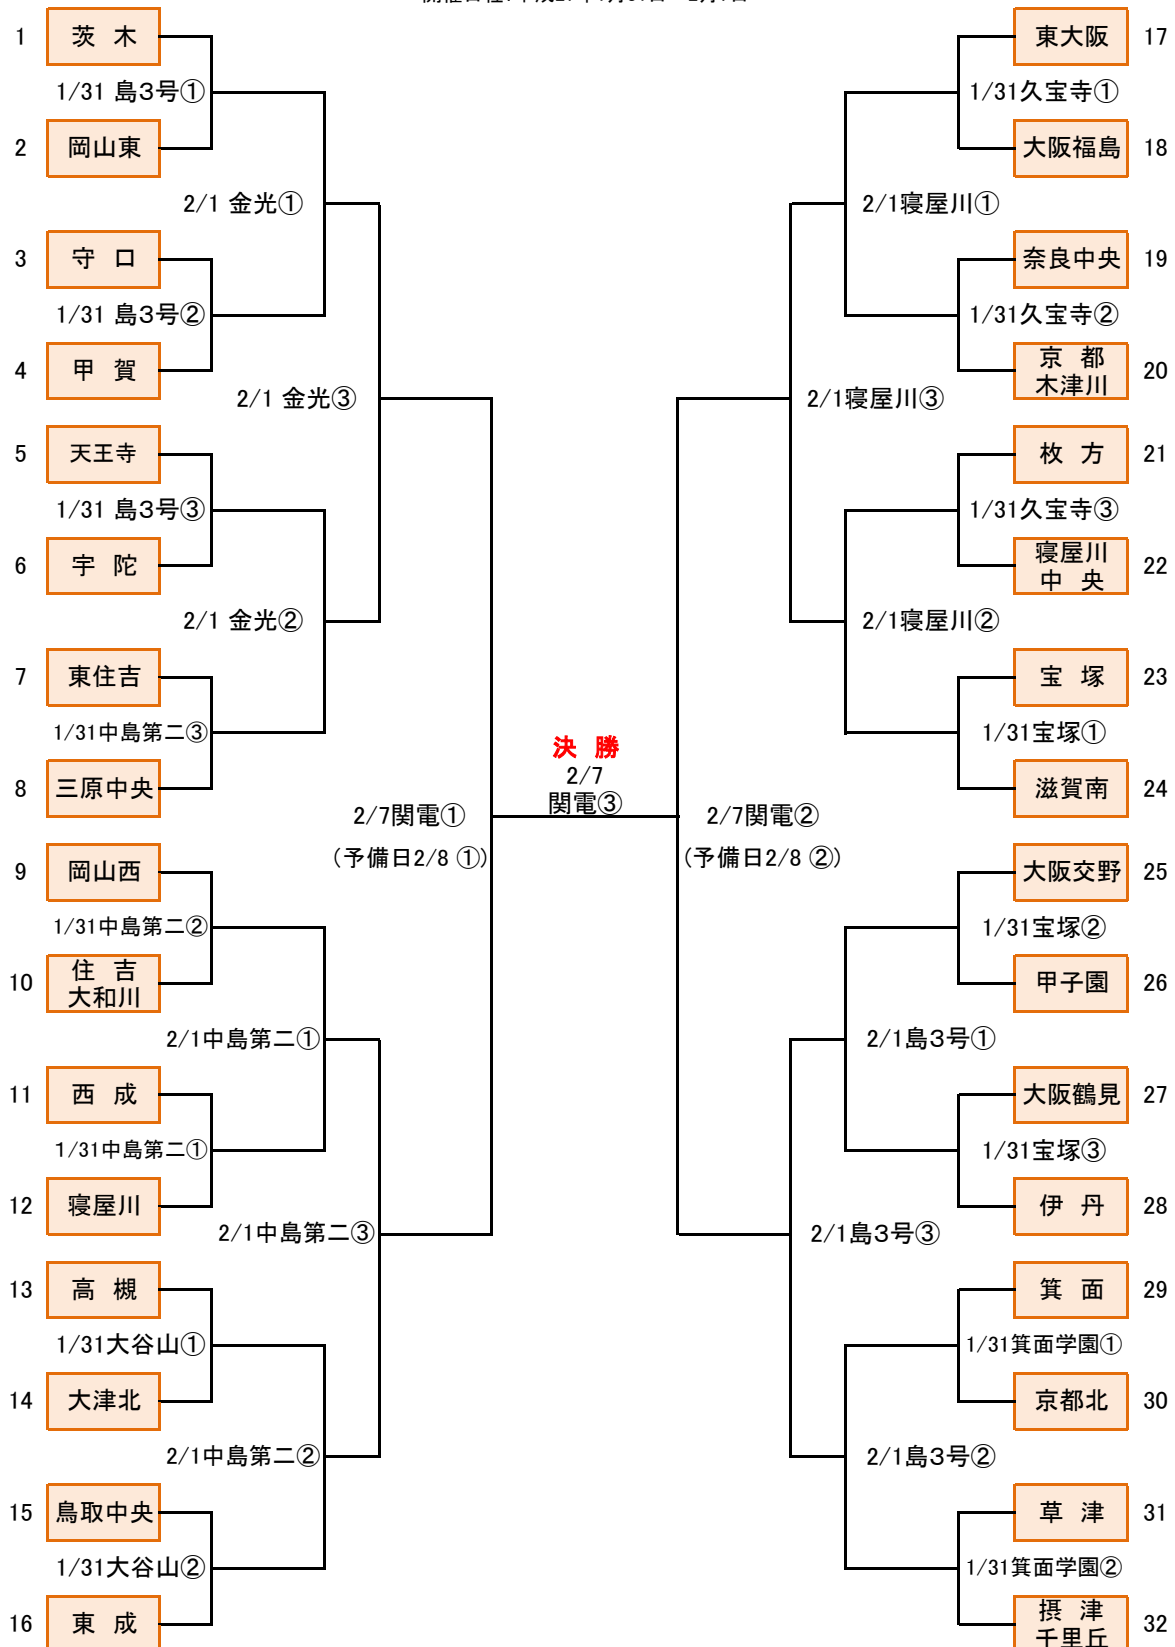 1 茨 木
1/31 島3号①
2 岡山東
2/1 金光①
3 守 口
1/31 島3号②
4 甲 賀
2/1 金光③
5 天王寺
1/31 島3号③
6 宇 陀
2/1 金光②
7 東住吉
1/31中島第二③
8 三原中央
2/7関電①
(予備日2/8 ①)
9 岡山西
1/31中島第二②
10 住 吉
大和川
2/1中島第二①
11 西 成
1/31中島第二①
12 寝屋川
2/1中島第二③
13 高 槻
1/31大谷山①
14 大津北
2/1中島第二②
15 鳥取中央
1/31大谷山②
16 東 成
決 勝
2/7
関電③
東大阪 17
1/31久宝寺①
大阪福島 18
2/1寝屋川①
奈良中央 19
1/31久宝寺②
京 都
木津川 20
2/1寝屋川③
枚 方 21
1/31久宝寺③
寝屋川
中 央 22
2/1寝屋川②
宝 塚 23
1/31宝塚①
滋賀南 24
2/7関電②
(予備日2/8 ②)
大阪交野 25
1/31宝塚②
甲子園 26
2/1島3号①
大阪鶴見 27
1/31宝塚③
伊 丹 28
2/1島3号③
箕 面 29
1/31箕面学園①
京都北 30
2/1島3号②
草 津 31
1/31箕面学園②
摂 津
千里丘 32